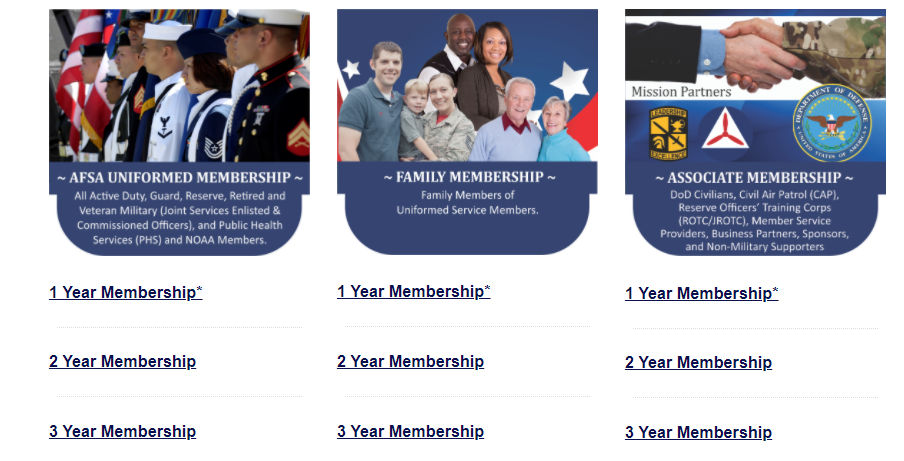 ~ AFSA UNIFORMED MEMBERSHIP ~
All Active Duty, Guard, Reserve, Retired and
Veteran Military (Joint Services Enlisted &
Commissioned Officers), and Public Health
Services (PHS) and NOAA Members.
1 Year Membership*
2 Year Membership
3 Year Membership
~ FAMILY MEMBERSHIP ~
Family Members of
Uniformed Service Members.
1 Year Membership*
2 Year Membership
3 Year Membership
Mission Partners
LEADERSHIP
EXCELLENCE
DEPARTMENT OF DEFENSE
UNITED STATES OF AMERICA
~ ASSOCIATE MEMBERSHIP ~
DoD Civilians, Civil Air Patrol (CAP),
Reserve Officers' Training Corps
(ROTC/JROTC), Member Service
Providers, Business Partners, Sponsors,
and Non-Military Supporters
1 Year Membership*
2 Year Membership
3 Year Membership